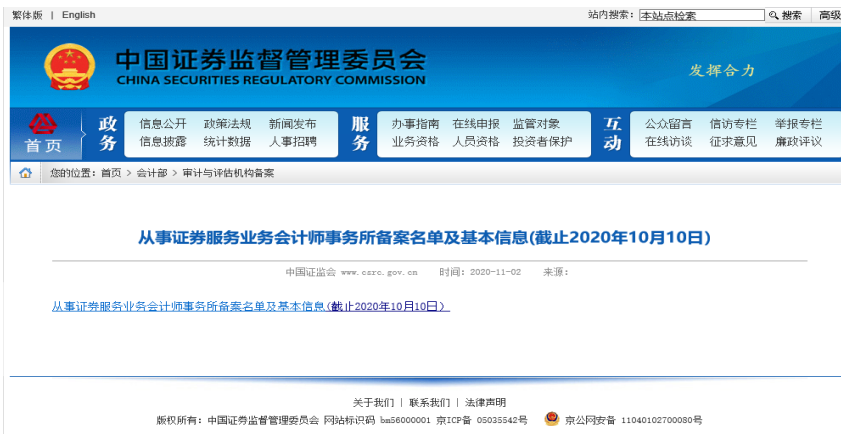 繁体版 | English 站内搜索: 本站点检索 搜索 高级
中国证券监督管理委员会
CHINA SECURITIES REGULATORY COMMISSION
发挥合力
首页
政务
信息公开 政策法规 新闻发布
信息披露 统计数据 人事招聘
服务
办事指南 在线申报 监管对象
业务资格 人员资格 投资者保护
互动
公众留言 信访专栏 举报专栏
在线访谈 征求意见 廉政评议
您的位置: 首页 > 会计部 > 审计与评估机构备案
从事证券服务业务会计师事务所备案名单及基本信息(截止2020年10月10日)
中国证监会 www.csrc.gov.cn 时间: 2020-11-02 来源:
从事证券服务业务会计师事务所备案名单及基本信息(截止2020年10月10日)
关于我们 | 联系我们 | 法律声明
版权所有: 中国证监会督管理委员会 网站标识码 bm56000001 京ICP备 05035542号 京公网安备 11040102700080号